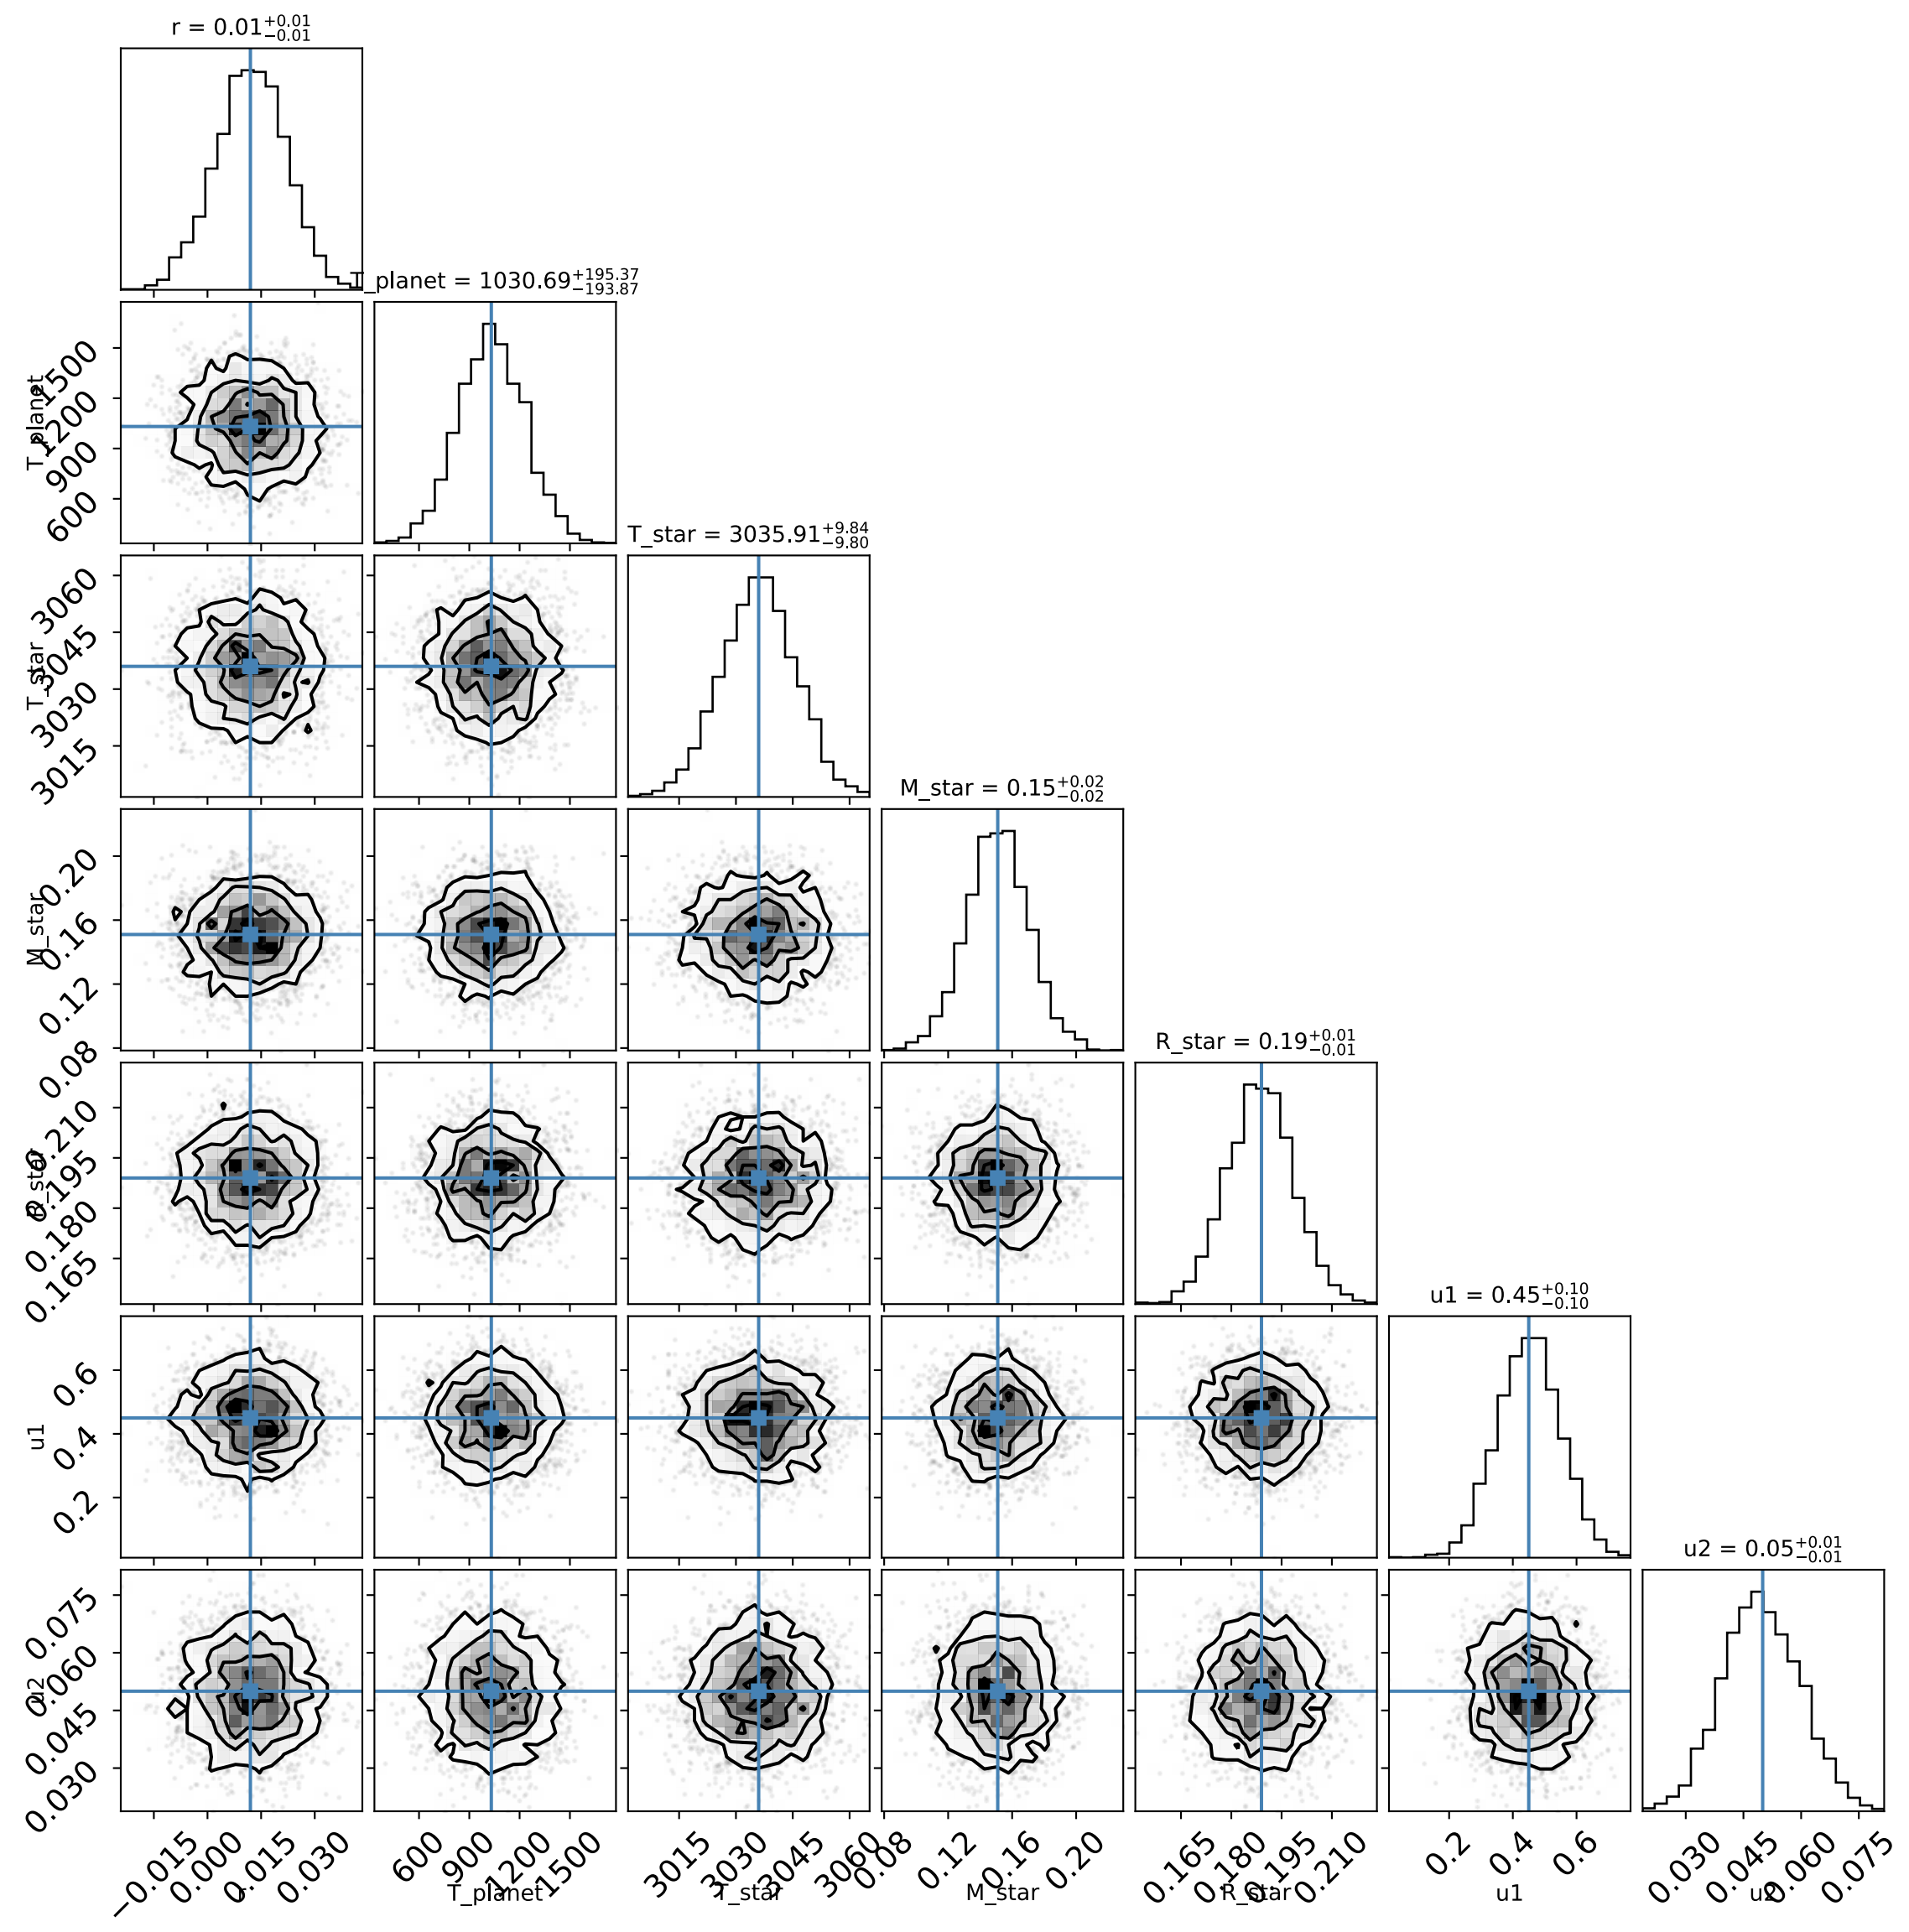 r = 0.01+0.01−0.01
T_planet = 1030.69+195.37−193.87
T_planet
1500
1200
900
600
T_star = 3035.91+9.84−9.80
T_star
3060
3045
3030
3015
M_star = 0.15+0.02−0.02
M_star
0.20
0.16
0.12
0.08
R_star = 0.19+0.01−0.01
R_star
0.210
0.195
0.180
0.165
u1 = 0.45+0.10−0.10
u1
0.6
0.4
0.2
u2 = 0.05+0.01−0.01
u2
0.075
0.060
0.045
0.030
−0.015 0.000 0.015 0.030
600 900 1200 1500
3015 3030 3045 3060
0.08 0.12 0.16 0.20
0.165 0.180 0.195 0.210
0.2 0.4 0.6
0.030 0.045 0.060 0.075
r T_planet T_star M_star R_star u1 u2